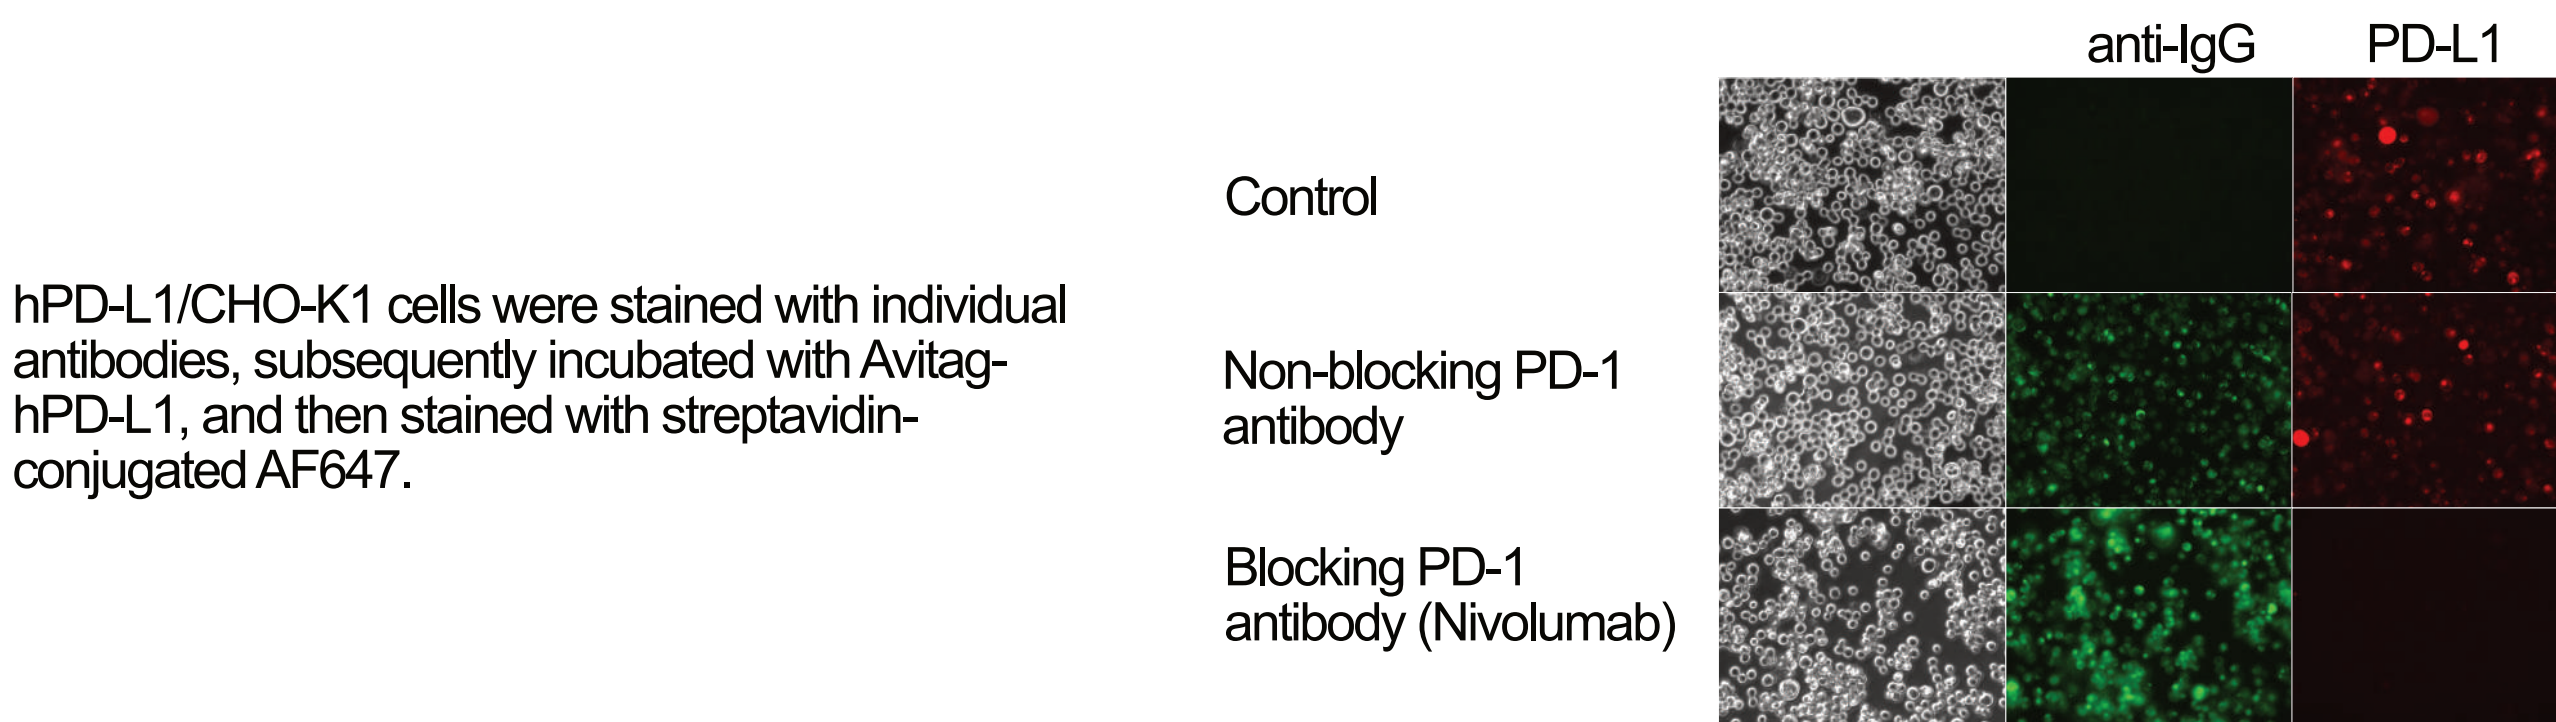 anti-IgG PD-L1
Control
hPD-L1/CHO-K1 cells were stained with individual
antibodies, subsequently incubated with Avitag-
hPD-L1, and then stained with streptavidin-
conjugated AF647.
Non-blocking PD-1
antibody
Blocking PD-1
antibody (Nivolumab)